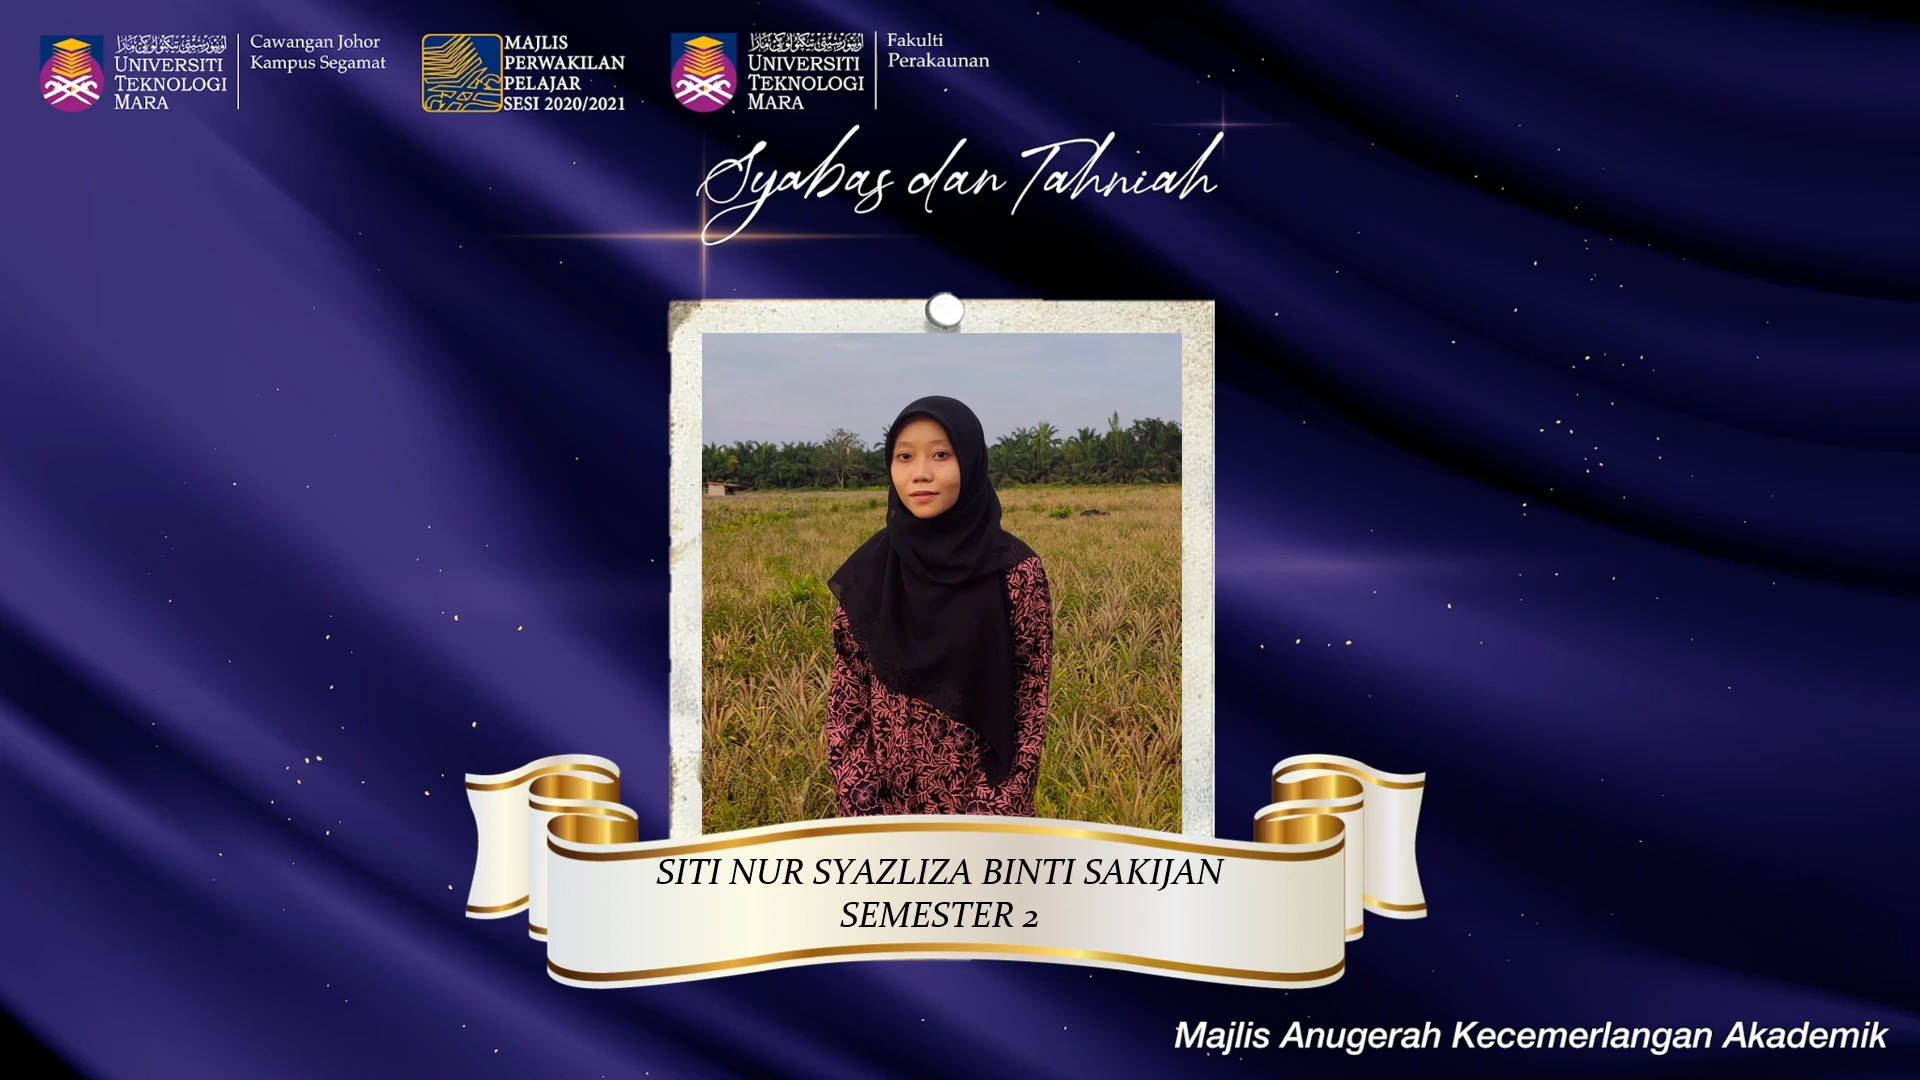 UNIVERSITI
TEKNOLOGI
MARA
Cawangan Johor
Kampus Segamat
MAJLIS
PERWAKILAN
PELAJAR
SESI 2020/2021
UNIVERSITI
TEKNOLOGI
MARA
Fakulti
Perakaunan
Syabas dan Tahniah
SITI NUR SYAZLIZA BINTI SAKIJAN
SEMESTER 2
Majlis Anugerah Kecemerlangan Akademik